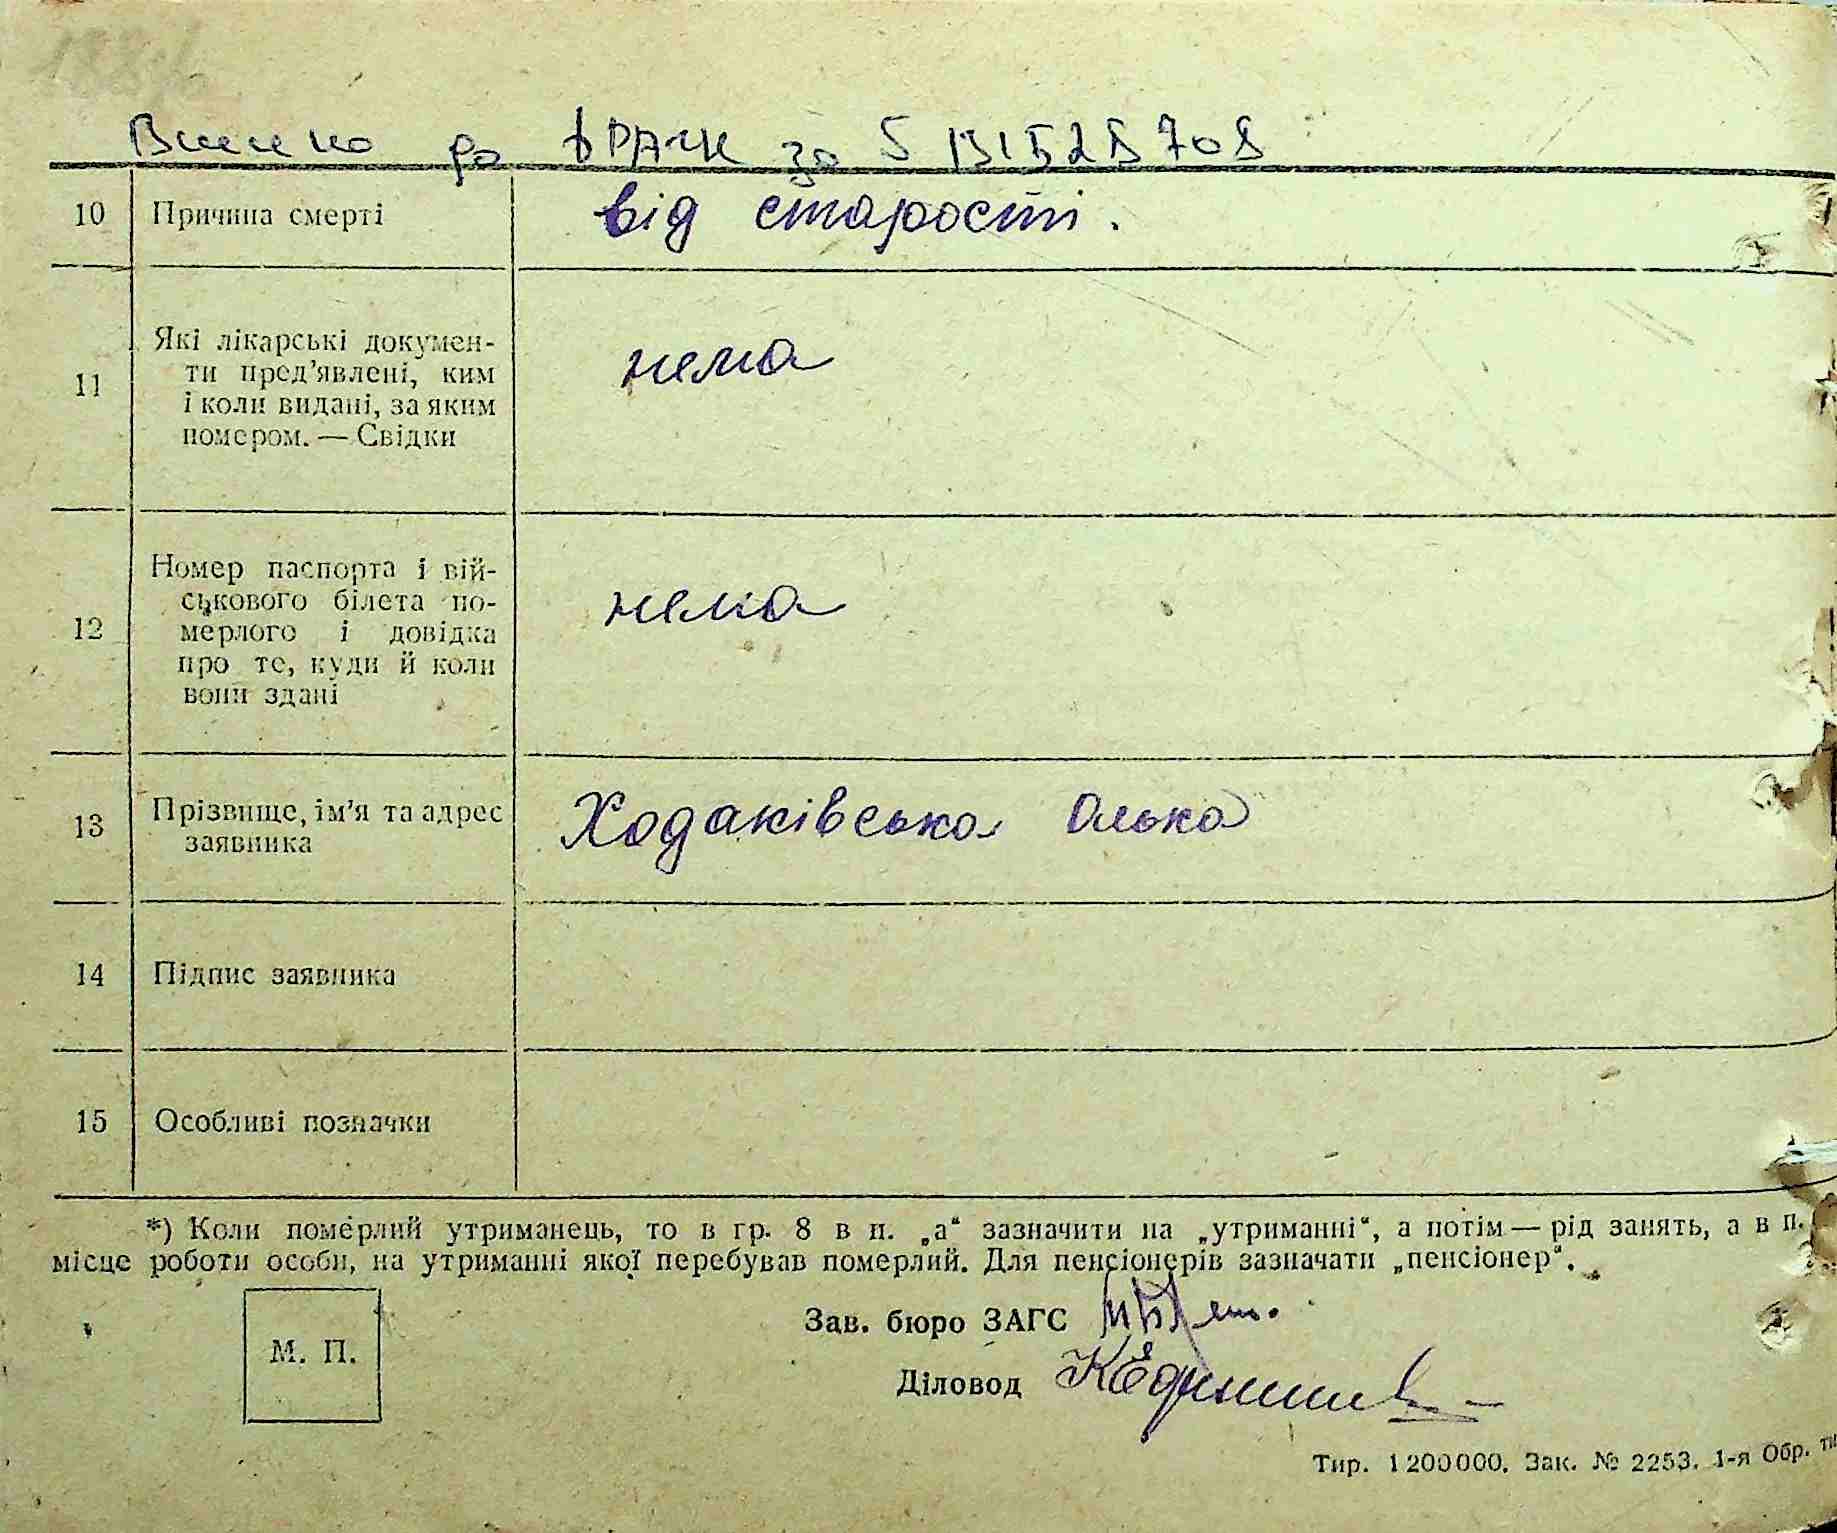 Внесено до ДРАЦС за § 131528708
10 Причина смерті від старости.
11 Які лікарські докумен-
ти пред'явлені, ким
і коли видані, за яким
номером. — Свідки
нема
12 Номер паспорта і вій-
ськового білета по-
мерлого і довідка
про те, куди й коли
вони здані
нема
13 Прізвище, ім'я та адрес
заявника
Ходаківська Олька
14 Підпис заявника
15 Особливі позначки
*) Коли померлий утриманець, то в гр. 8 в п. „а“ зазначити на „утриманні“, а потім — рід занять, а в п.
місце роботи особи, на утриманні якої перебував померлий. Для пенсіонерів зазначати „пенсіонер“.
М. П.
Зав. бюро ЗАГС
Діловод
Тир. 1200000. Зак. № 2253. 1-я Обр.